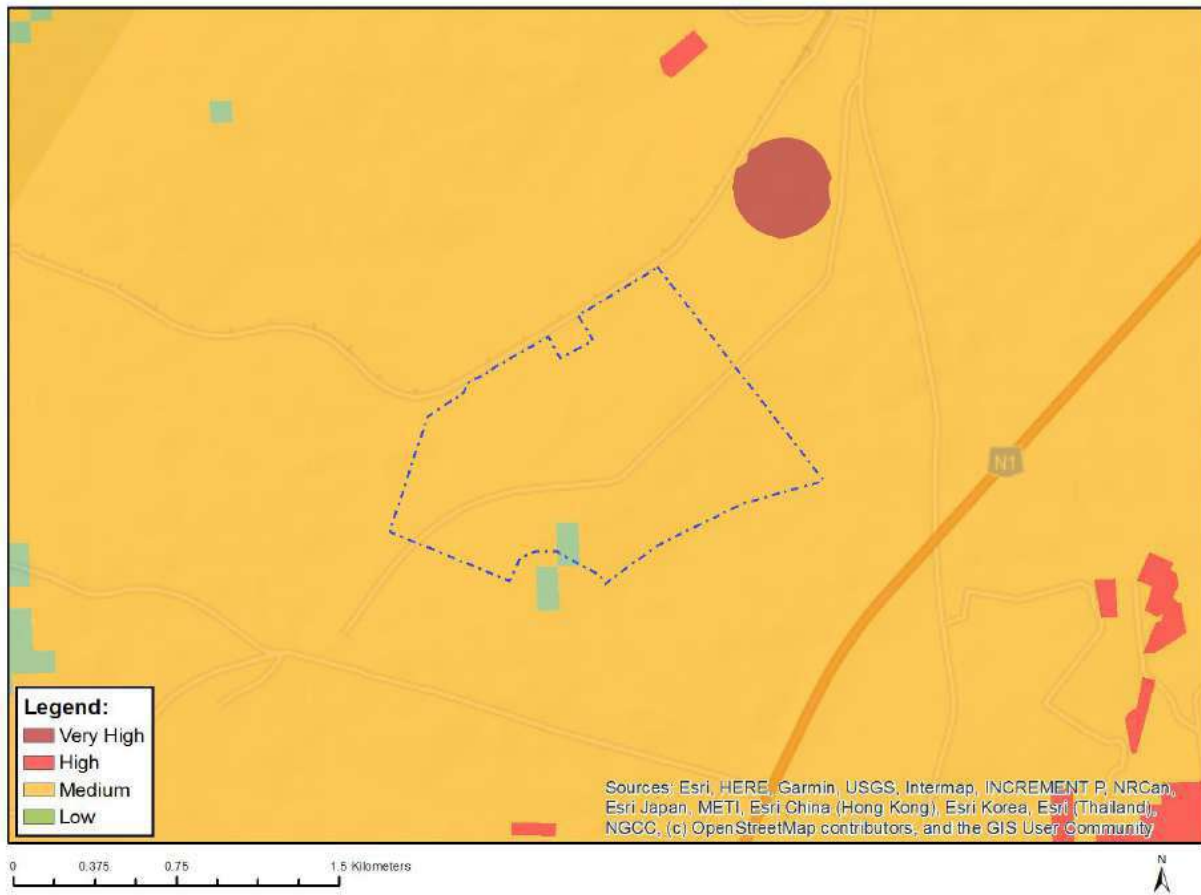 N1
Legend:
Very High
High
Medium
Low
Sources: Esri, HERE, Garmin, USGS, Intermap, INCREMENT P, NRCan,
Esri Japan, METI, Esri China (Hong Kong), Esri Korea, Esri (Thailand),
NGCC, (c) OpenStreetMap contributors, and the GIS User Community
0 0.375 0.75 1.5 Kilometers
N